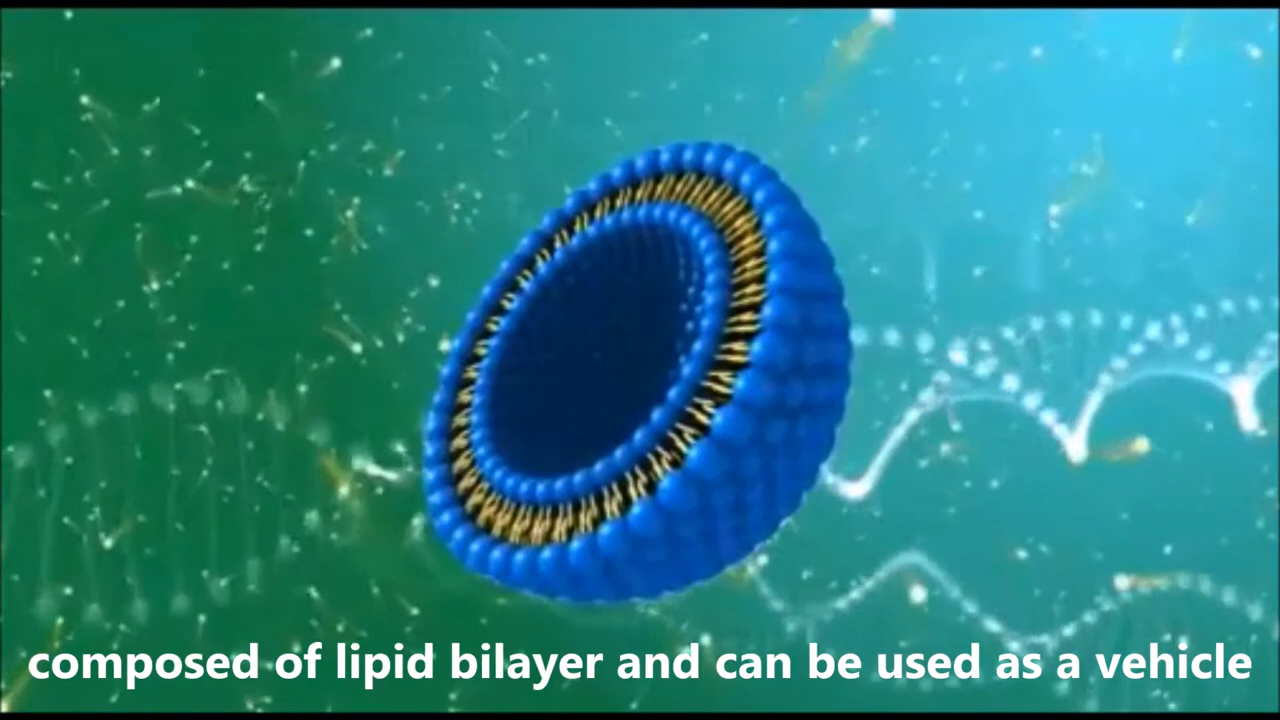 composed of lipid bilayer and can be used as a vehicle